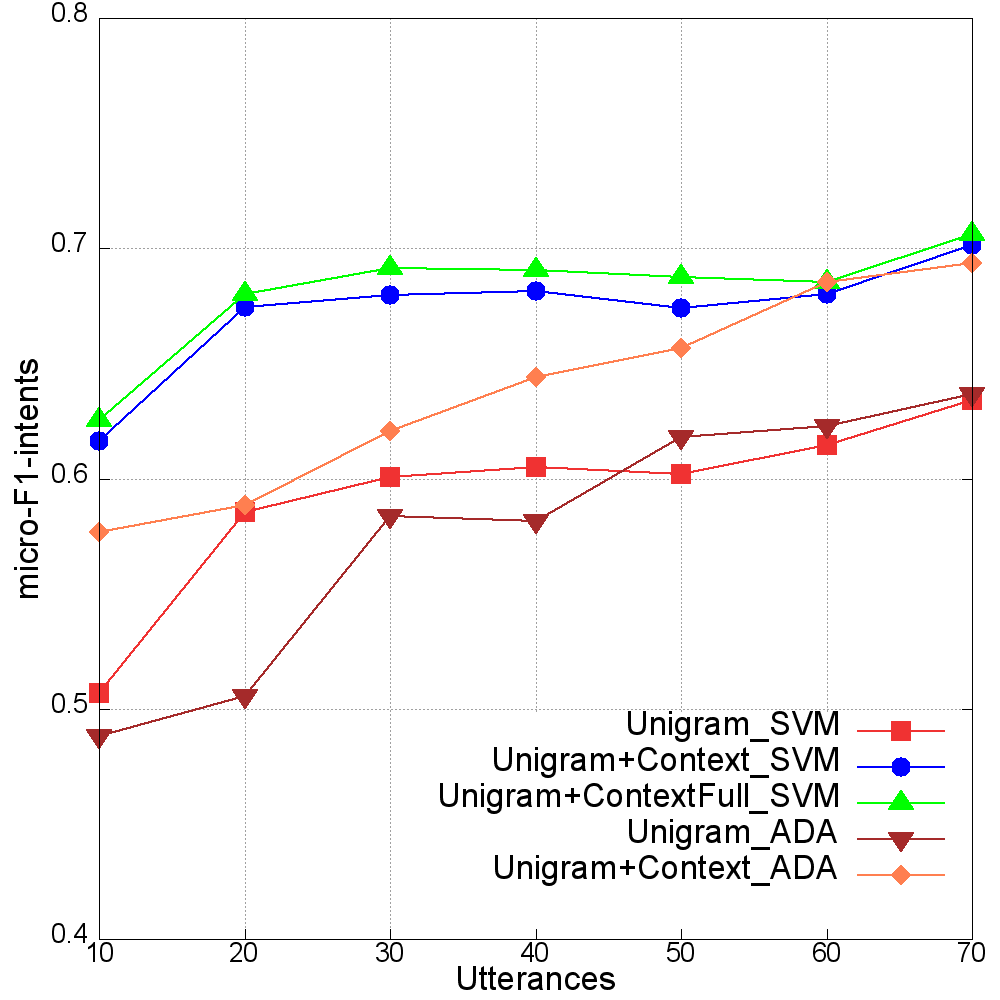 0.8
0.7
0.6
0.5
0.4
micro-F1-intents
Unigram_SVM
Unigram+Context_SVM
Unigram+ContextFull_SVM
Unigram_ADA
Unigram+Context_ADA
10 20 30 40 50 60 70
Utterances